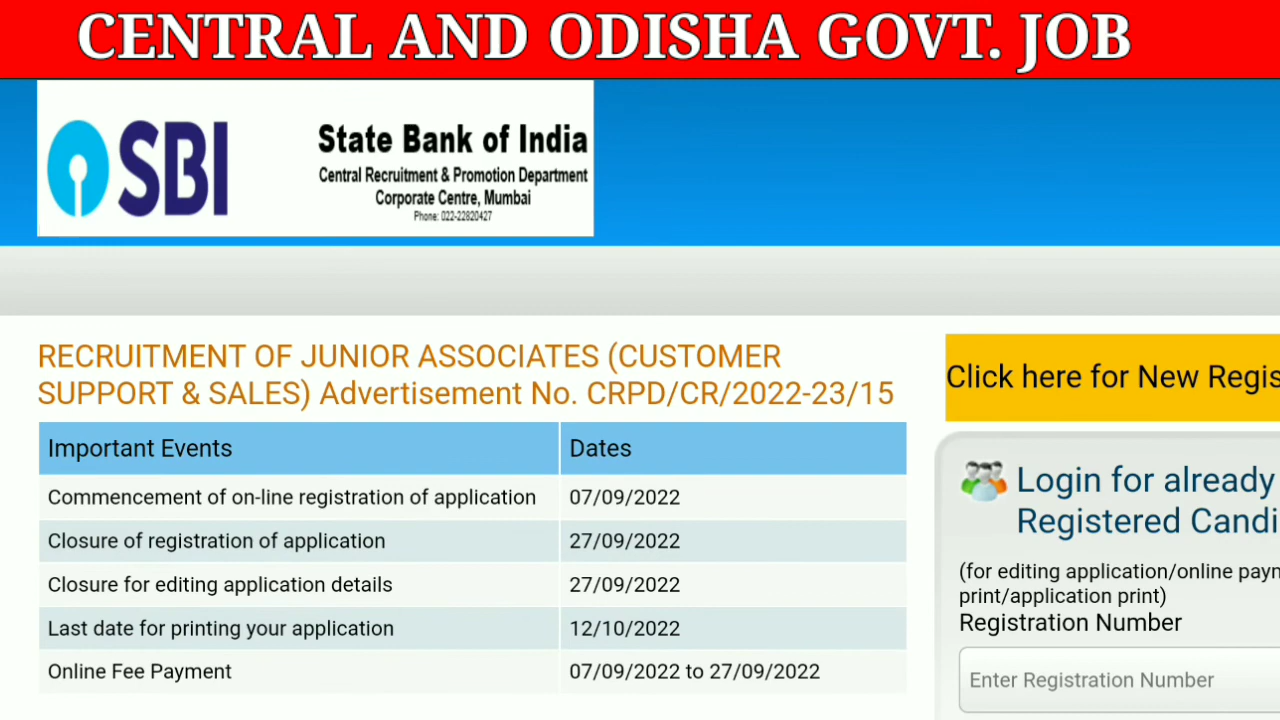 CENTRAL AND ODISHA GOVT. JOB
SBI
State Bank of India
Central Recruitment & Promotion Department
Corporate Centre, Mumbai
Phone: 022-22820427
RECRUITMENT OF JUNIOR ASSOCIATES (CUSTOMER
SUPPORT & SALES) Advertisement No. CRPD/CR/2022-23/15
Important Events Dates
Commencement of on-line registration of application 07/09/2022
Closure of registration of application 27/09/2022
Closure for editing application details 27/09/2022
Last date for printing your application 12/10/2022
Online Fee Payment 07/09/2022 to 27/09/2022
Click here for New Regis
Login for already
Registered Candi
(for editing application/online payn
print/application print)
Registration Number
Enter Registration Number